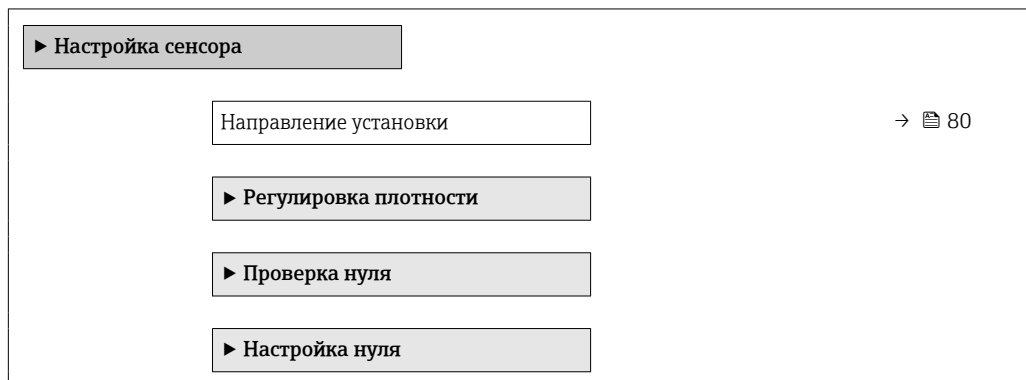 ▶ Настройка сенсора
Направление установки → 80
▶ Регулировка плотности
▶ Проверка нуля
▶ Настройка нуля